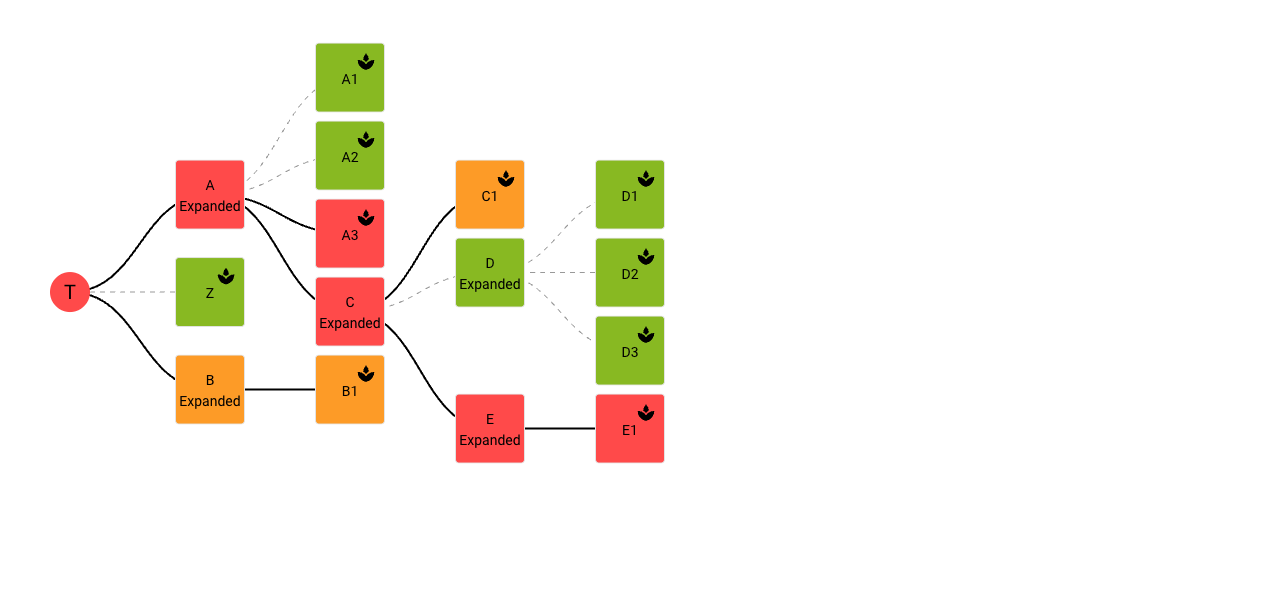 A1
A2
A
Expanded
C1
D1
A3
D
Expanded
D2
T
Z
C
Expanded
D3
B
Expanded
B1
E
Expanded
E1